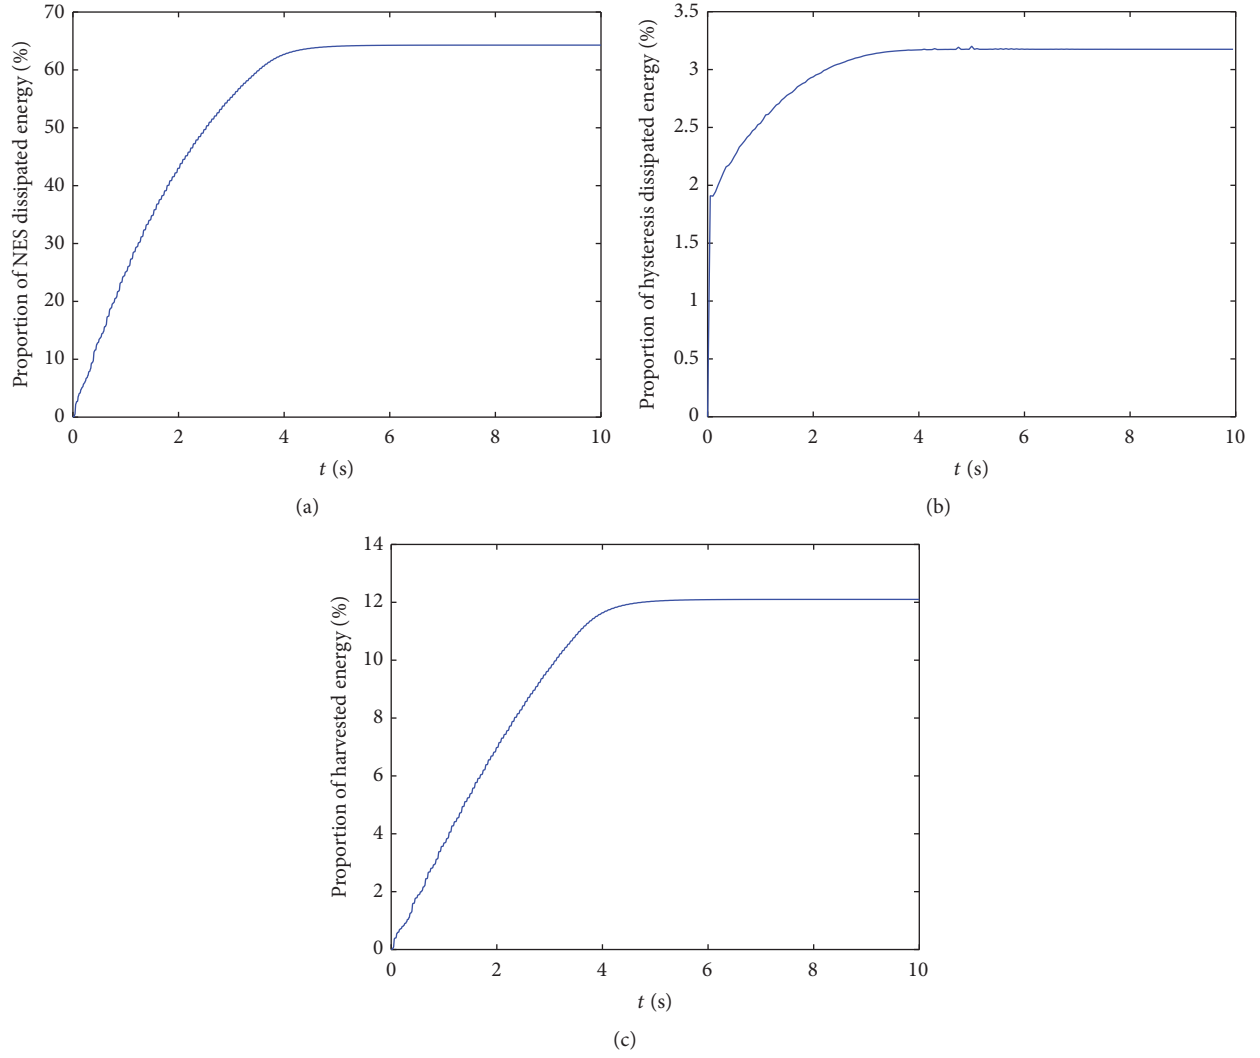 70
60
50
40
30
20
10
0
Proportion of NES dissipated energy (%)
0 2 4 6 8 10
t (s)
(a)
3.5
3
2.5
2
1.5
1
0.5
0
Proportion of hysteresis dissipated energy (%)
0 2 4 6 8 10
t (s)
(b)
14
12
10
8
6
4
2
0
Proportion of harvested energy (%)
0 2 4 6 8 10
t (s)
(c)